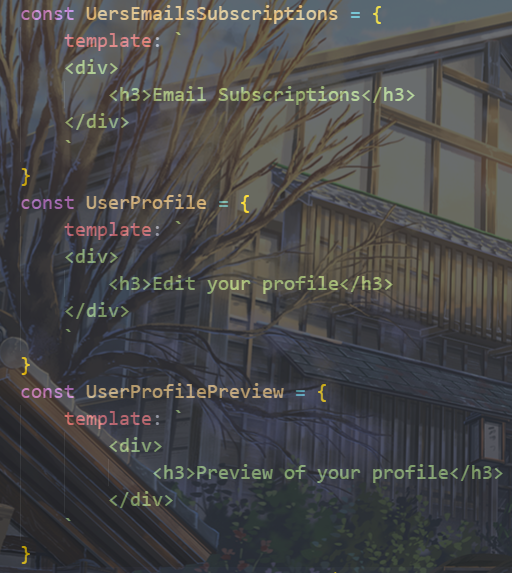 const UersEmailsSubscriptions = {
    template: `
    <div>
        <h3>Email Subscriptions</h3>
    </div>
    `
}
const UserProfile = {
    template: `
    <div>
        <h3>Edit your profile</h3>
    </div>
    `
}
const UserProfilePreview = {
    template: `
        <div>
            <h3>Preview of your profile</h3>
        </div>
    `
}